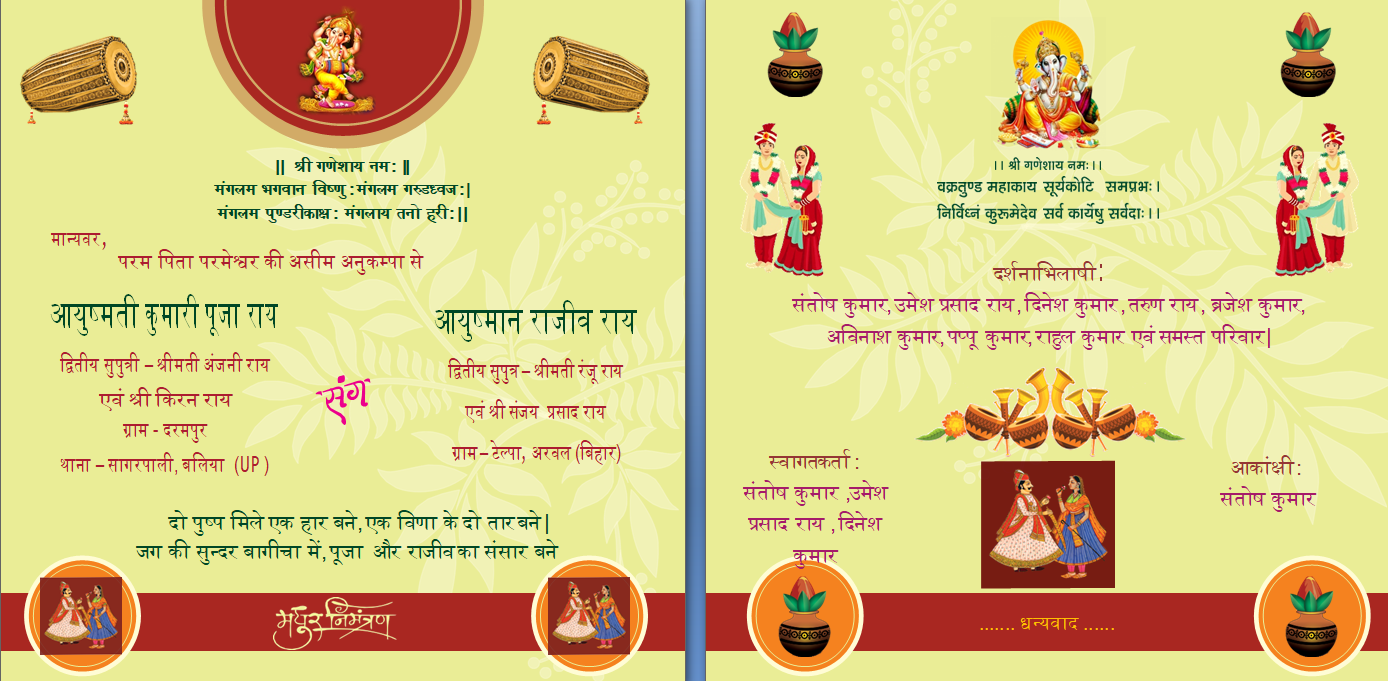 || श्री गणेशाय नम: ||
मंगलम भगवान विष्णु :मंगलम गरुडध्वज:|
मंगलम पुण्डरीकाक्ष: मंगलाय तनो हरी:||
मान्यवर,
परम पिता परमेश्वर की असीम अनुकम्पा से
आयुष्मती कुमारी पूजा राय
द्वितीय सुपुत्री – श्रीमती अंजनी राय
एवं श्री किरन राय
ग्राम - दरमपुर
थाना – सागरपाली, बलिया (UP )
संग
आयुष्मान राजीव राय
द्वितीय सुपुत्र – श्रीमती रंजू राय
एवं श्री संजय प्रसाद राय
ग्राम – टेल्पा, अरवल (बिहार)
दो पुष्प मिले एक हार बने, एक विणा के दो तार बने|
जग की सुन्दर बागीचा में, पूजा और राजीव का संसार बने
मधुर निमंत्रण
।। श्री गणेशाय नमः।।
वक्रतुण्ड महाकाय सूर्यकोटि समप्रभः।
निर्विघ्नं कुरूमेदेव सर्व कार्येषु सर्वदाः।।
दर्शनाभिलाषी:
संतोष कुमार, उमेश प्रसाद राय, दिनेश कुमार, तरुण राय, ब्रजेश कुमार,
अविनाश कुमार, पप्पू कुमार, राहुल कुमार एवं समस्त परिवार|
स्वागतकर्ता :
संतोष कुमार ,उमेश
प्रसाद राय , दिनेश
कुमार
आकांक्षी :
संतोष कुमार
....... धन्यवाद ......